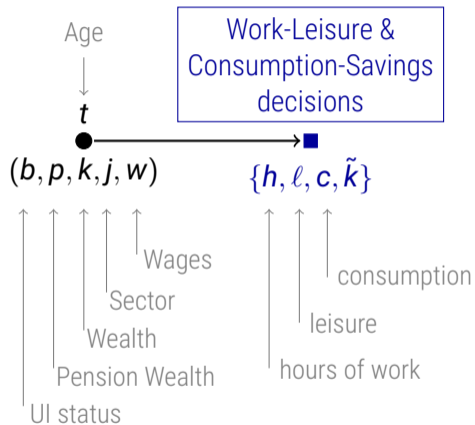 Age
Work-Leisure &
Consumption-Savings
decisions
t
(b, p, k, j, w)
{h, ℓ, c, k̃}
Wages
consumption
Sector
leisure
Wealth
hours of work
Pension Wealth
UI status